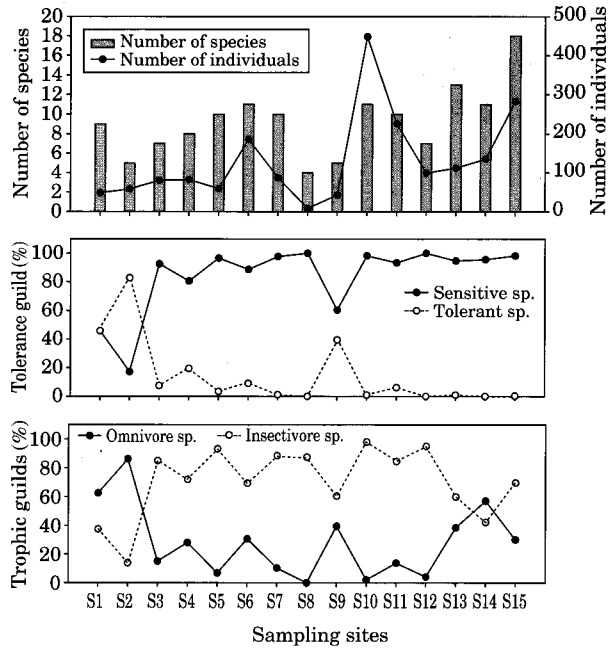 Number of species
20
18
16
14
12
10
8
6
4
2
0
Number of species
Number of individuals
500
400
300
200
100
0
Number of individuals
Tolerance guild (%)
100
80
60
40
20
0
Sensitive sp.
Tolerant sp.
Trophic guilds (%)
100
80
60
40
20
0
Omnivore sp.
Insectivore sp.
S1 S2 S3 S4 S5 S6 S7 S8 S9 S10 S11 S12 S13 S14 S15
Sampling sites